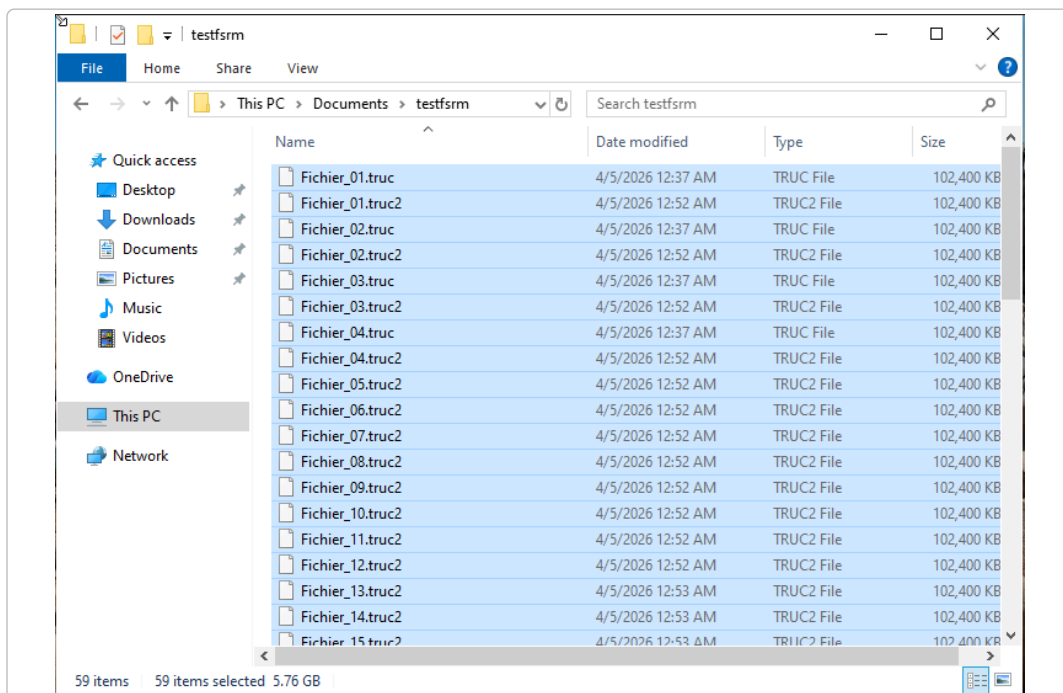 testfsrm
File Home Share View
This PC > Documents > testfsrm Search testfsrm
Name Date modified Type Size
Quick access
Desktop
Downloads
Documents
Pictures
Music
Videos
OneDrive
This PC
Network
Fichier_01.truc 4/5/2026 12:37 AM TRUC File 102,400 KB
Fichier_01.truc2 4/5/2026 12:52 AM TRUC2 File 102,400 KB
Fichier_02.truc 4/5/2026 12:37 AM TRUC File 102,400 KB
Fichier_02.truc2 4/5/2026 12:52 AM TRUC2 File 102,400 KB
Fichier_03.truc 4/5/2026 12:37 AM TRUC File 102,400 KB
Fichier_03.truc2 4/5/2026 12:52 AM TRUC2 File 102,400 KB
Fichier_04.truc 4/5/2026 12:37 AM TRUC File 102,400 KB
Fichier_04.truc2 4/5/2026 12:52 AM TRUC2 File 102,400 KB
Fichier_05.truc2 4/5/2026 12:52 AM TRUC2 File 102,400 KB
Fichier_06.truc2 4/5/2026 12:52 AM TRUC2 File 102,400 KB
Fichier_07.truc2 4/5/2026 12:52 AM TRUC2 File 102,400 KB
Fichier_08.truc2 4/5/2026 12:52 AM TRUC2 File 102,400 KB
Fichier_09.truc2 4/5/2026 12:52 AM TRUC2 File 102,400 KB
Fichier_10.truc2 4/5/2026 12:52 AM TRUC2 File 102,400 KB
Fichier_11.truc2 4/5/2026 12:52 AM TRUC2 File 102,400 KB
Fichier_12.truc2 4/5/2026 12:52 AM TRUC2 File 102,400 KB
Fichier_13.truc2 4/5/2026 12:53 AM TRUC2 File 102,400 KB
Fichier_14.truc2 4/5/2026 12:53 AM TRUC2 File 102,400 KB
Fichier_15.truc2 4/5/2026 12:53 AM TRUC2 File 102,400 KB
59 items 59 items selected 5.76 GB